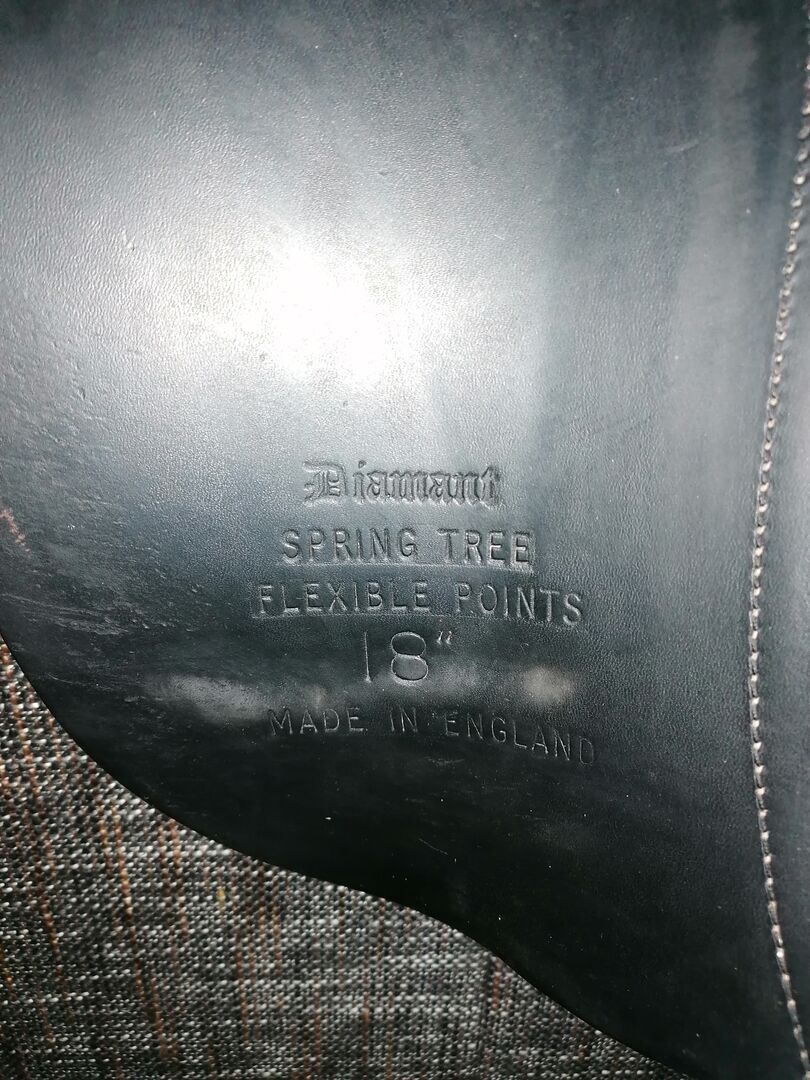 Diamant
SPRING TREE
FLEXIBLE POINTS
18"
MADE IN ENGLAND